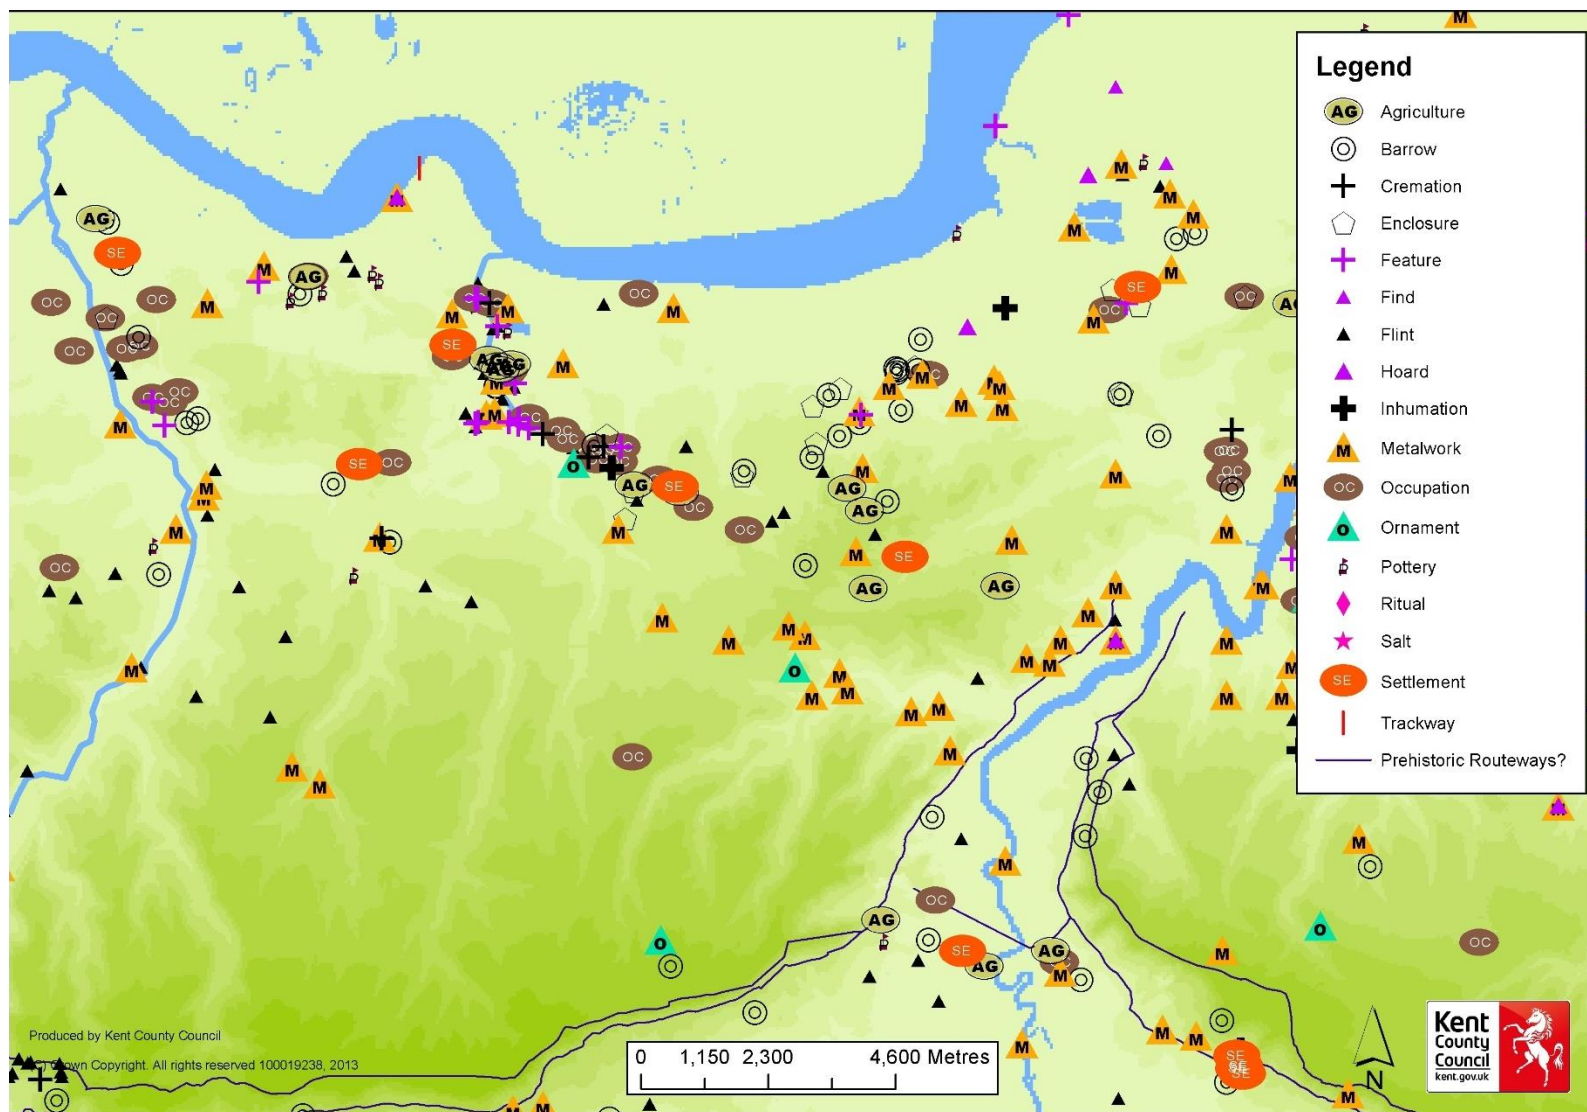 Legend
AG Agriculture
Barrow
Cremation
Enclosure
Feature
Find
Flint
Hoard
Inhumation
M Metalwork
OC Occupation
O Ornament
Pottery
Ritual
Salt
SE Settlement
Trackway
Prehistoric Routeways?
Produced by Kent County Council
(C) Crown Copyright. All rights reserved 100019238, 2013
0 1,150 2,300 4,600 Metres
N
Kent
County
Council
kent.gov.uk